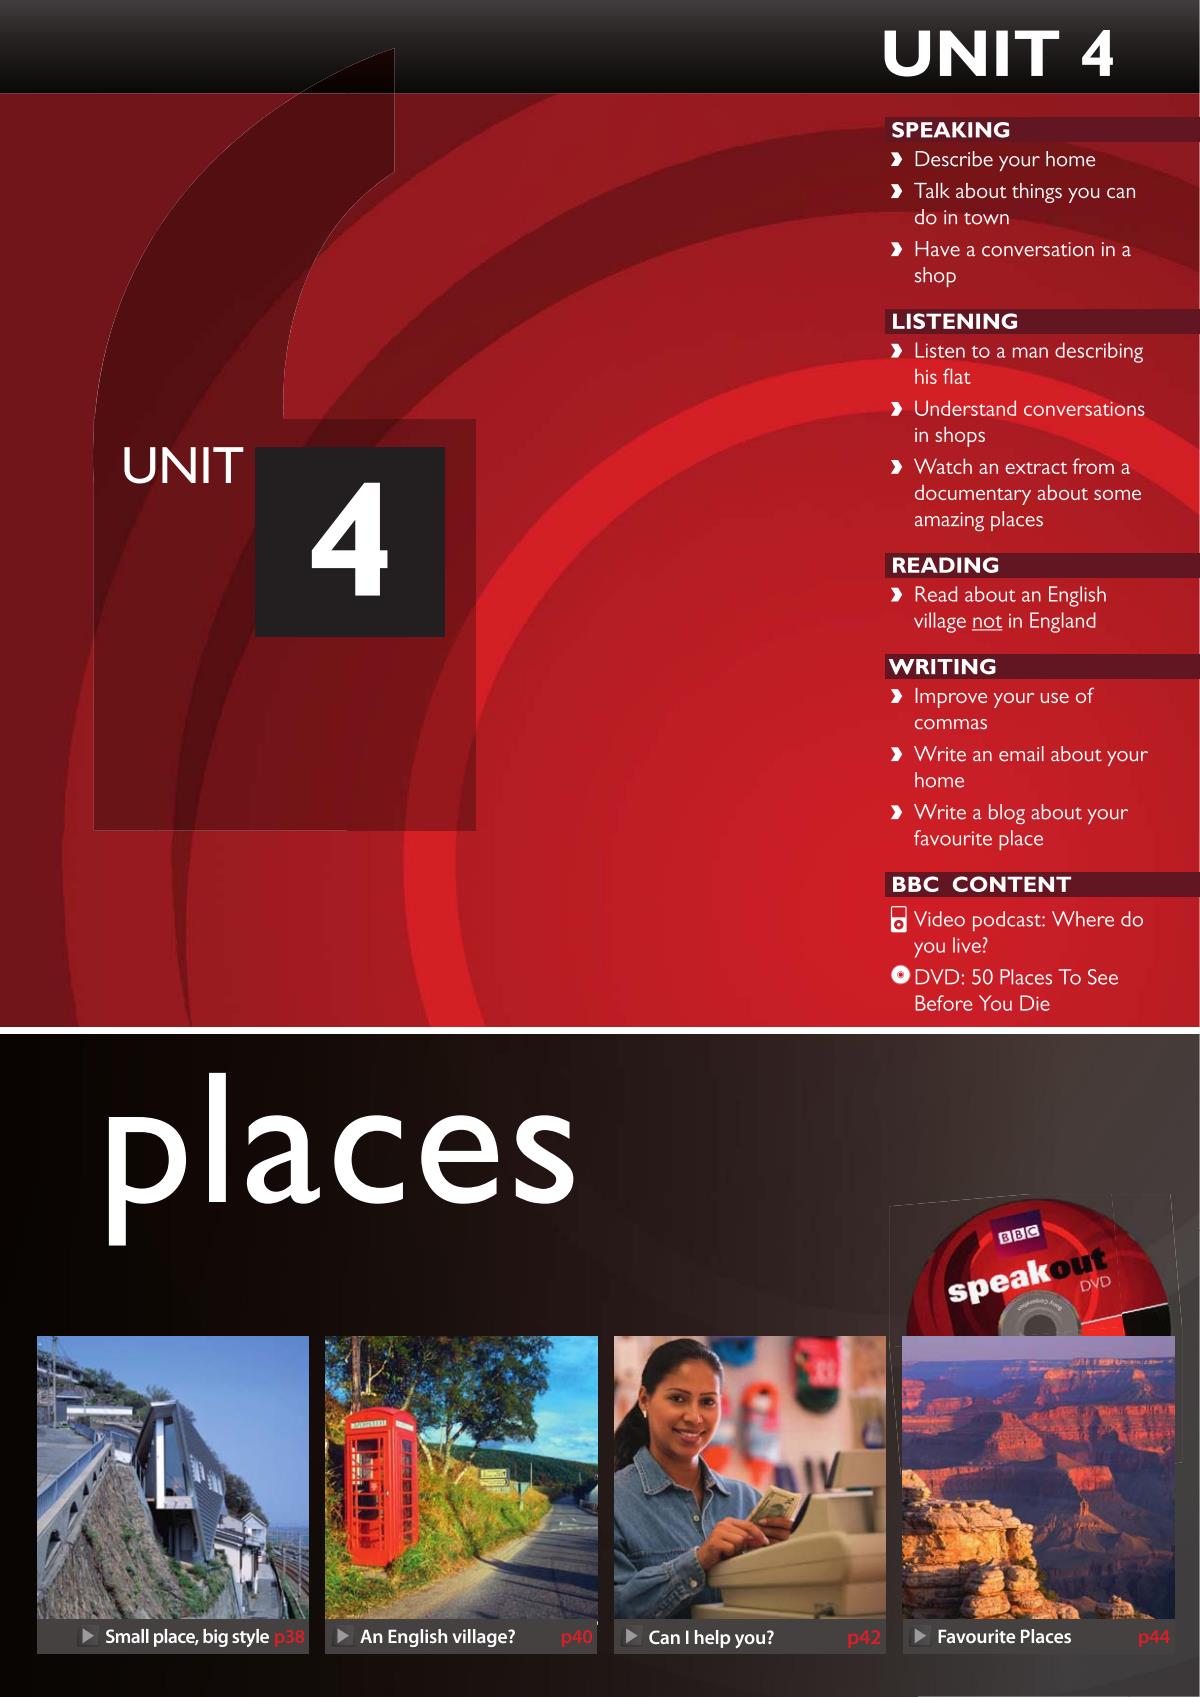 UNIT 4
SPEAKING
Describe your home
Talk about things you can
do in town
Have a conversation in a
shop
LISTENING
Listen to a man describing
his flat
Understand conversations
in shops
Watch an extract from a
documentary about some
amazing places
READING
Read about an English
village not in England
WRITING
Improve your use of
commas
Write an email about your
home
Write a blog about your
favourite place
BBC CONTENT
Video podcast: Where do
you live?
DVD: 50 Places To See
Before You Die
UNIT
4
places
BBC
speakout
DVD
Small place, big style p38
An English village? p40
Can I help you? p42
Favourite Places p44